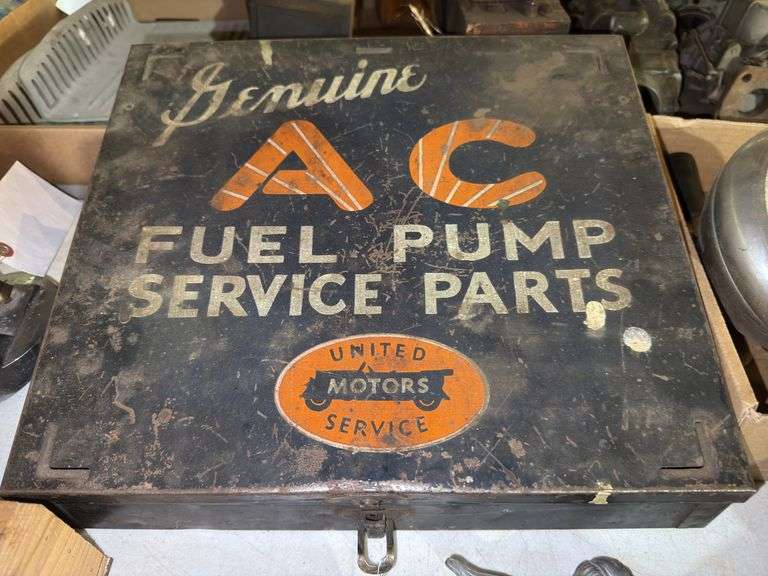 Genuine
AC
FUEL PUMP
SERVICE PARTS
UNITED
MOTORS
SERVICE